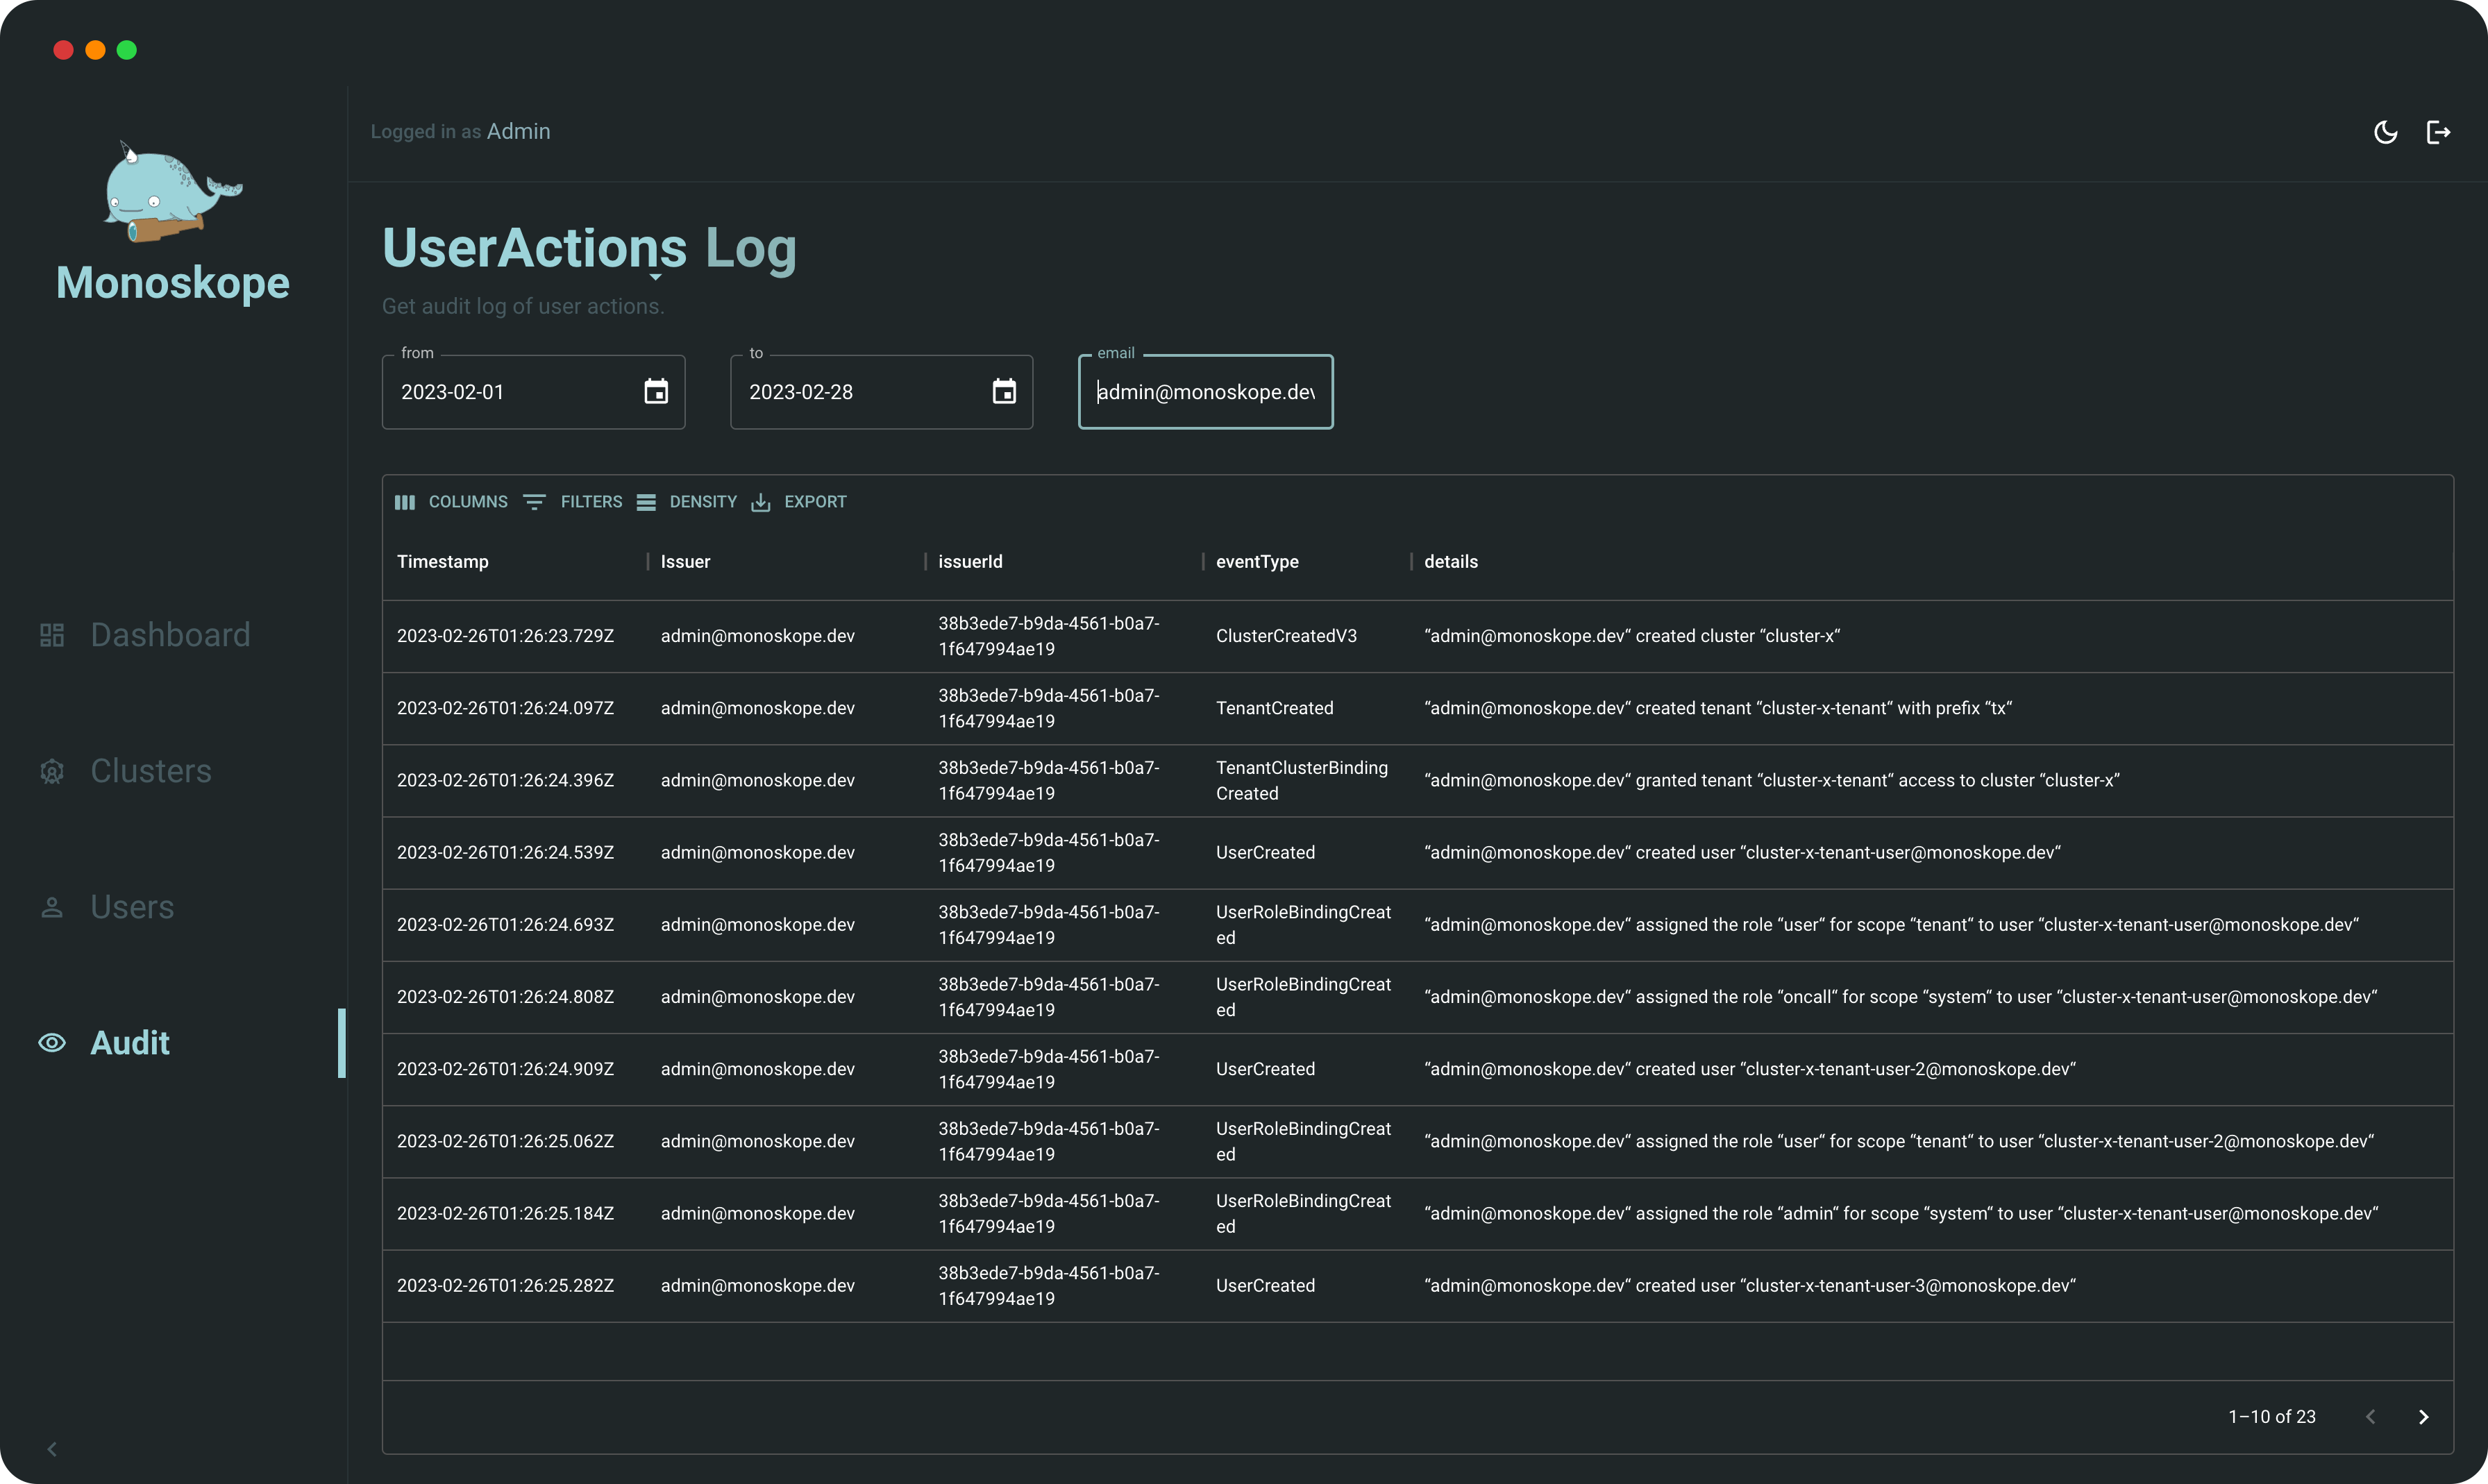 Monoskope
Dashboard
Clusters
Users
Audit
Logged in as Admin
UserActions Log
Get audit log of user actions.
from
2023-02-01
to
2023-02-28
email
admin@monoskope.dev
COLUMNS FILTERS DENSITY EXPORT
Timestamp Issuer issuerId eventType details
2023-02-26T01:26:23.729Z admin@monoskope.dev 38b3ede7-b9da-4561-b0a7-
1f647994ae19 ClusterCreatedV3 “admin@monoskope.dev“ created cluster “cluster-x“
2023-02-26T01:26:24.097Z admin@monoskope.dev 38b3ede7-b9da-4561-b0a7-
1f647994ae19 TenantCreated “admin@monoskope.dev“ created tenant “cluster-x-tenant“ with prefix “tx“
2023-02-26T01:26:24.396Z admin@monoskope.dev 38b3ede7-b9da-4561-b0a7-
1f647994ae19 TenantClusterBinding
Created “admin@monoskope.dev“ granted tenant “cluster-x-tenant“ access to cluster “cluster-x”
2023-02-26T01:26:24.539Z admin@monoskope.dev 38b3ede7-b9da-4561-b0a7-
1f647994ae19 UserCreated “admin@monoskope.dev“ created user “cluster-x-tenant-user@monoskope.dev“
2023-02-26T01:26:24.693Z admin@monoskope.dev 38b3ede7-b9da-4561-b0a7-
1f647994ae19 UserRoleBindingCreat
ed “admin@monoskope.dev“ assigned the role “user“ for scope “tenant“ to user “cluster-x-tenant-user@monoskope.dev“
2023-02-26T01:26:24.808Z admin@monoskope.dev 38b3ede7-b9da-4561-b0a7-
1f647994ae19 UserRoleBindingCreat
ed “admin@monoskope.dev“ assigned the role “oncall“ for scope “system“ to user “cluster-x-tenant-user@monoskope.dev“
2023-02-26T01:26:24.909Z admin@monoskope.dev 38b3ede7-b9da-4561-b0a7-
1f647994ae19 UserCreated “admin@monoskope.dev“ created user “cluster-x-tenant-user-2@monoskope.dev“
2023-02-26T01:26:25.062Z admin@monoskope.dev 38b3ede7-b9da-4561-b0a7-
1f647994ae19 UserRoleBindingCreat
ed “admin@monoskope.dev“ assigned the role “user“ for scope “tenant“ to user “cluster-x-tenant-user-2@monoskope.dev“
2023-02-26T01:26:25.184Z admin@monoskope.dev 38b3ede7-b9da-4561-b0a7-
1f647994ae19 UserRoleBindingCreat
ed “admin@monoskope.dev“ assigned the role “admin“ for scope “system“ to user “cluster-x-tenant-user@monoskope.dev“
2023-02-26T01:26:25.282Z admin@monoskope.dev 38b3ede7-b9da-4561-b0a7-
1f647994ae19 UserCreated “admin@monoskope.dev“ created user “cluster-x-tenant-user-3@monoskope.dev“
1–10 of 23